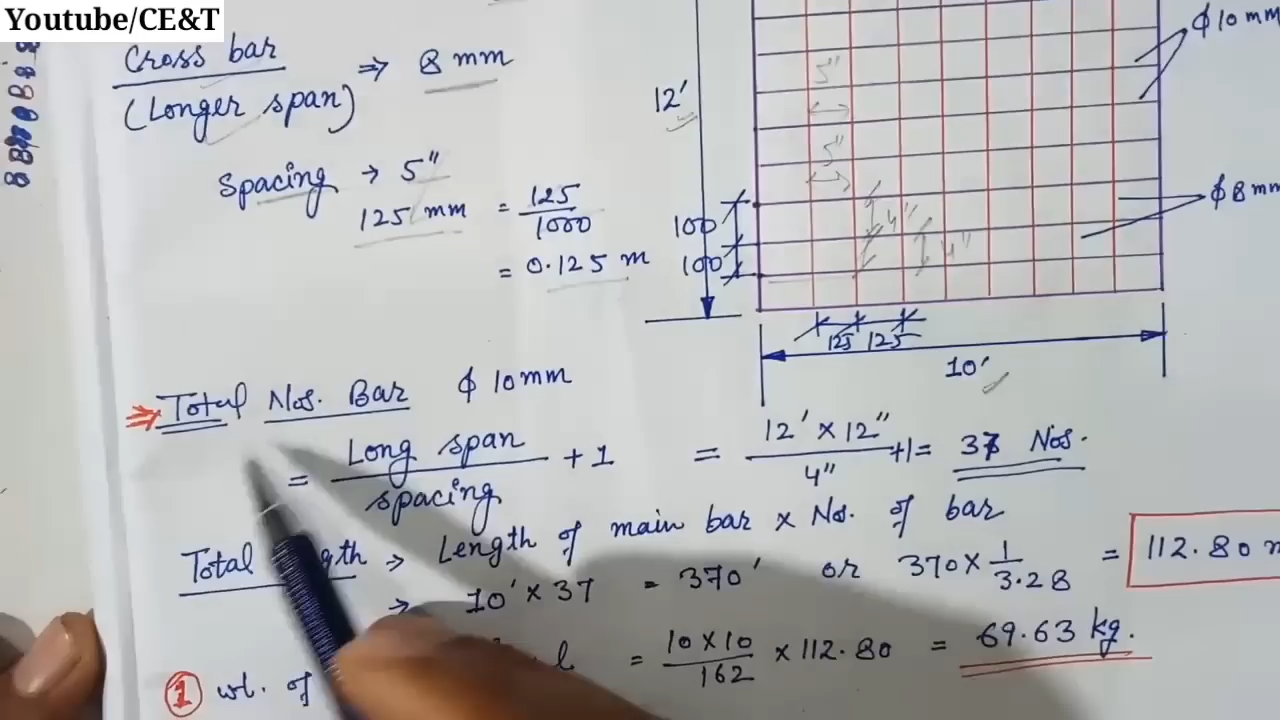 Youtube/CE&T
Cross bar
(Longer span)
⇒ 8 mm
Spacing → 5"
125 mm = 125/1000
= 0.125 m
12'
5"
5"
4"
4"
100
100
125 125
10'
ϕ10 mm
ϕ 8 mm
⇒ Total Nos. Bar ϕ 10mm
= Long span/spacing + 1 = 12' × 12"/4" +1 = 37 Nos.
Total → Length of main bar × Nos. of bar
→ 10' × 37 = 370' or 370 × 1/3.28 = 112.80
l = 10 × 10/162 × 112.80 = 69.63 kg.
1 wt. of